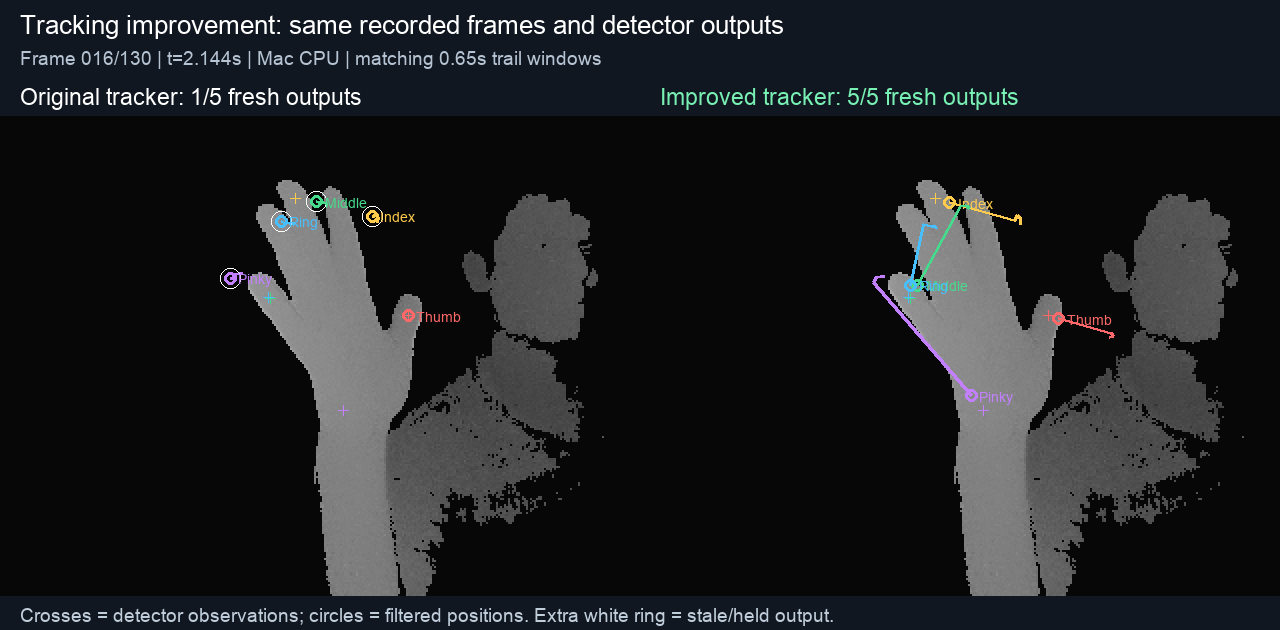 Tracking improvement: same recorded frames and detector outputs
Frame 016/130 | t=2.144s | Mac CPU | matching 0.65s trail windows
Original tracker: 1/5 fresh outputs
Improved tracker: 5/5 fresh outputs
Middle
Index
Ring
Pinky
Thumb
Index
Middle
Thumb
Pinky
Crosses = detector observations; circles = filtered positions. Extra white ring = stale/held output.